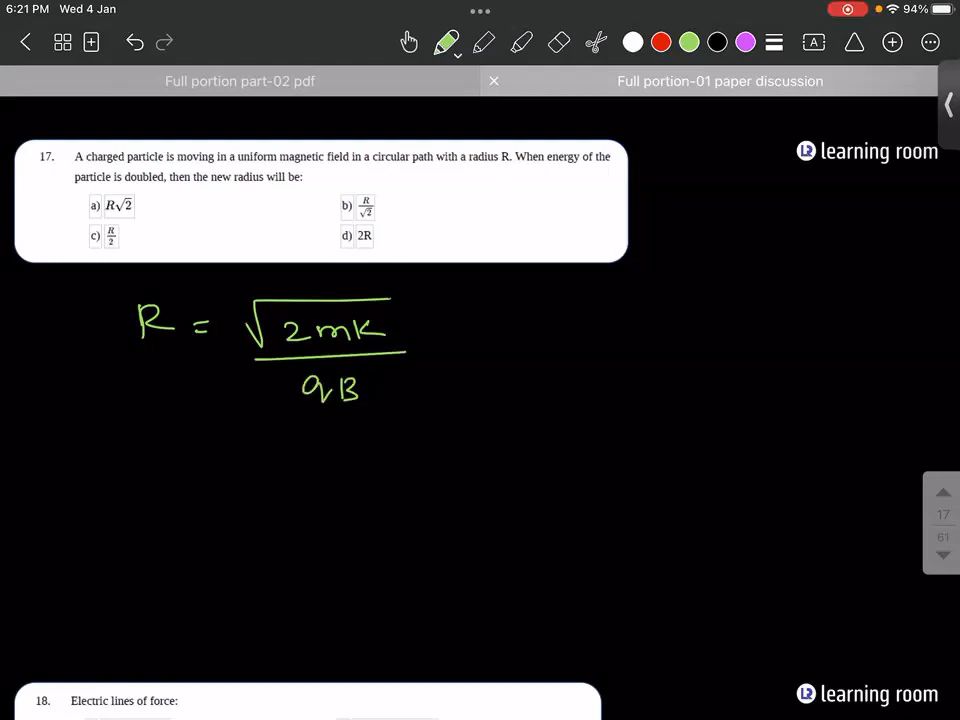 6:21 PM Wed 4 Jan
94%
A
Full portion part-02 pdf
Full portion-01 paper discussion
17. A charged particle is moving in a uniform magnetic field in a circular path with a radius R. When energy of the
particle is doubled, then the new radius will be:
a) R√2 b) R/√2
c) R/2 d) 2R
LR learning room
R = √2mK / qB
17
61
18. Electric lines of force:
LR learning room